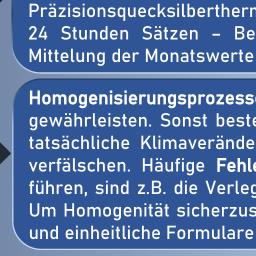 Präzisionsquecksilbertherm
24 Stunden Sätzen – Be
Mittelung der Monatswerte
Homogenisierungsprozess
gewährleisten. Sonst beste
tatsächliche Klimaverände
verfälschen. Häufige Fehle
führen, sind z.B. die Verleg
Um Homogenität sicherzus
und einheitliche Formulare